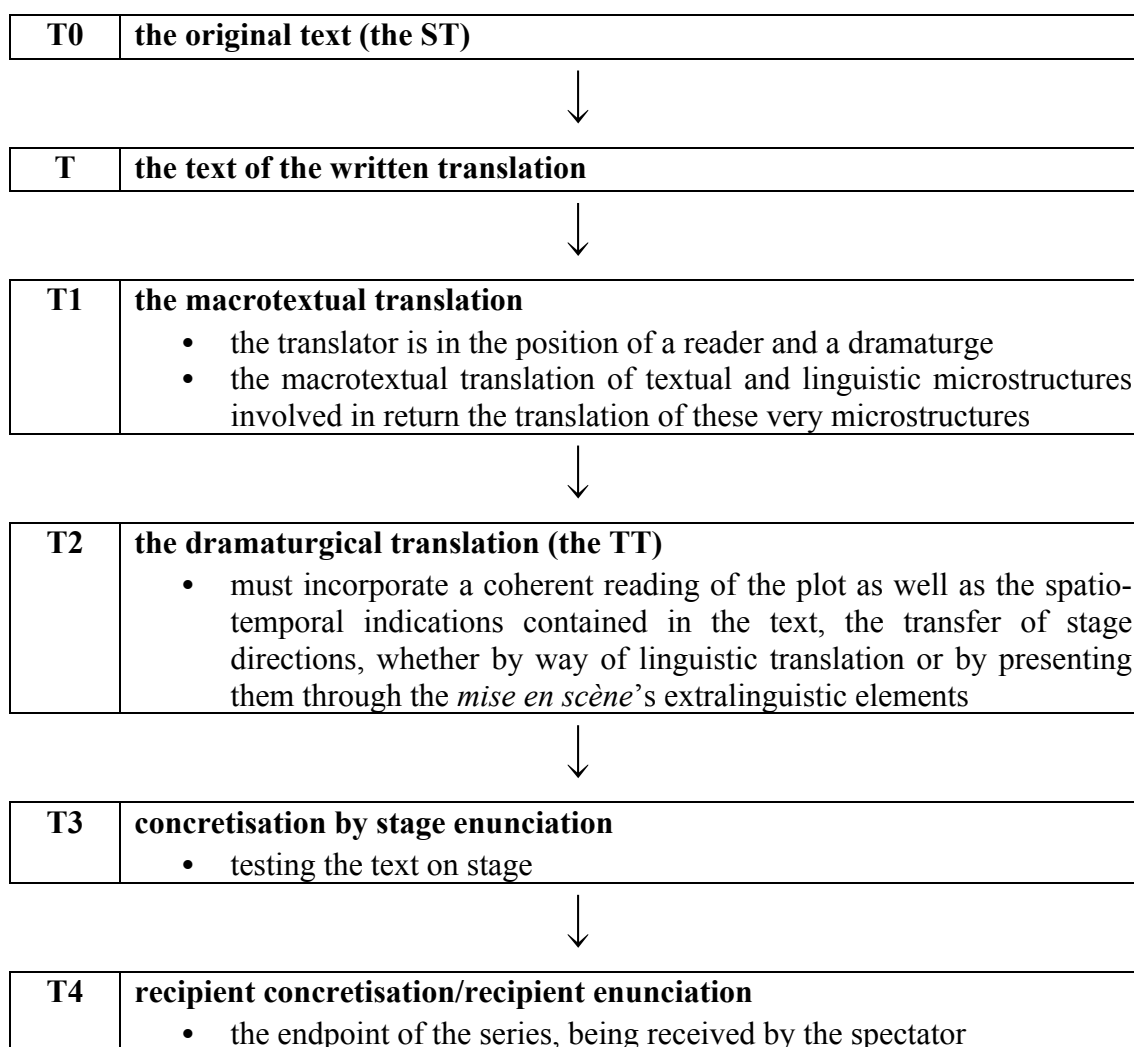 T0 the original text (the ST)
T the text of the written translation
T1 the macrotextual translation
• the translator is in the position of a reader and a dramaturge
• the macrotextual translation of textual and linguistic microstructures
involved in return the translation of these very microstructures
T2 the dramaturgical translation (the TT)
• must incorporate a coherent reading of the plot as well as the spatio-
temporal indications contained in the text, the transfer of stage
directions, whether by way of linguistic translation or by presenting
them through the mise en scène’s extralinguistic elements
T3 concretisation by stage enunciation
• testing the text on stage
T4 recipient concretisation/recipient enunciation
• the endpoint of the series, being received by the spectator